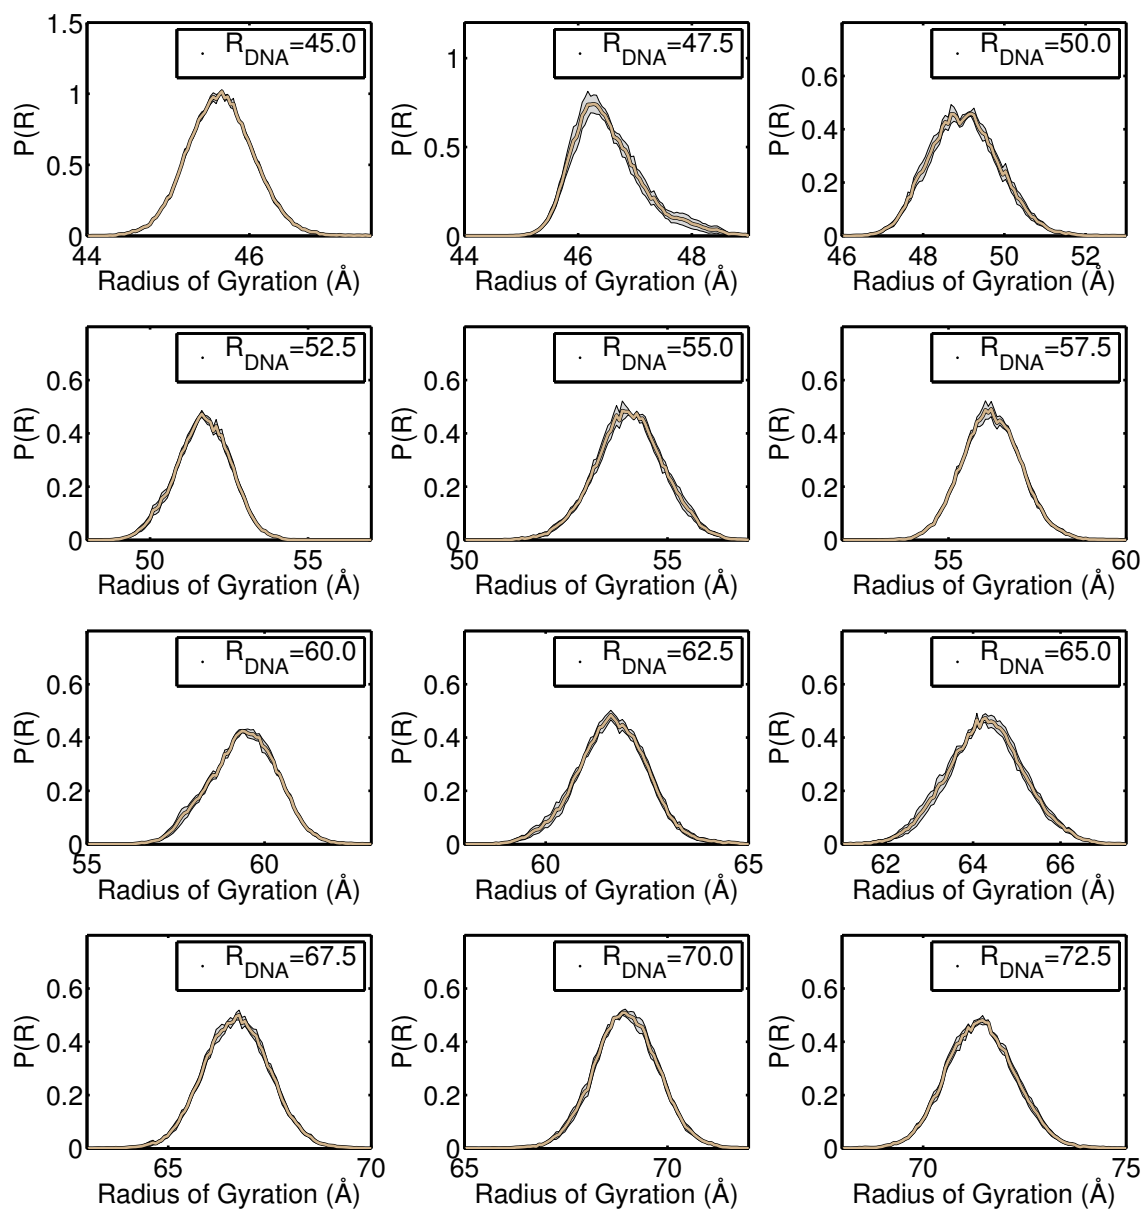 R_DNA=45.0
1.5
1
0.5
0
44
46
P(R)
Radius of Gyration (Å)
R_DNA=47.5
1
0.5
0
44
46
48
P(R)
Radius of Gyration (Å)
R_DNA=50.0
0.6
0.4
0.2
0
46
48
50
52
P(R)
Radius of Gyration (Å)
R_DNA=52.5
0.6
0.4
0.2
0
50
55
P(R)
Radius of Gyration (Å)
R_DNA=55.0
0.6
0.4
0.2
0
50
55
P(R)
Radius of Gyration (Å)
R_DNA=57.5
0.6
0.4
0.2
0
55
60
P(R)
Radius of Gyration (Å)
R_DNA=60.0
0.6
0.4
0.2
0
55
60
P(R)
Radius of Gyration (Å)
R_DNA=62.5
0.6
0.4
0.2
0
60
65
P(R)
Radius of Gyration (Å)
R_DNA=65.0
0.6
0.4
0.2
0
62
64
66
P(R)
Radius of Gyration (Å)
R_DNA=67.5
0.6
0.4
0.2
0
65
70
P(R)
Radius of Gyration (Å)
R_DNA=70.0
0.6
0.4
0.2
0
65
70
P(R)
Radius of Gyration (Å)
R_DNA=72.5
0.6
0.4
0.2
0
70
75
P(R)
Radius of Gyration (Å)